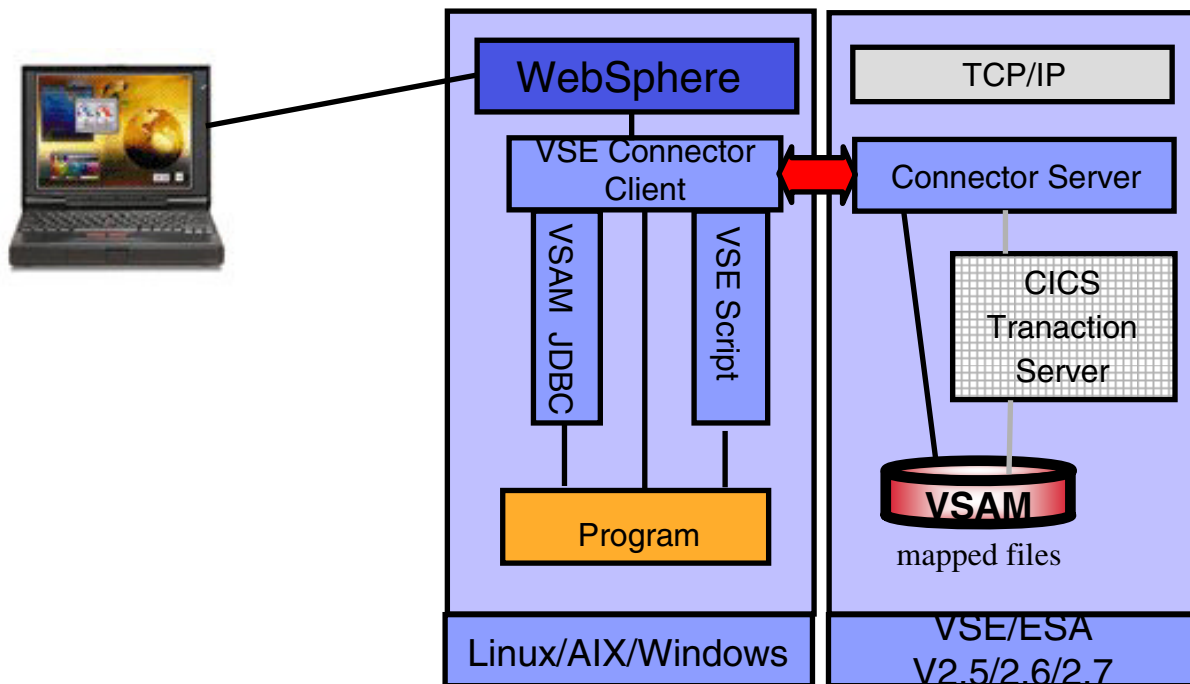 WebSphere
VSE Connector
Client
VSAM JDBC
VSE Script
Program
Linux/AIX/Windows
TCP/IP
Connector Server
CICS
Tranaction
Server
VSAM
mapped files
VSE/ESA
V2.5/2.6/2.7